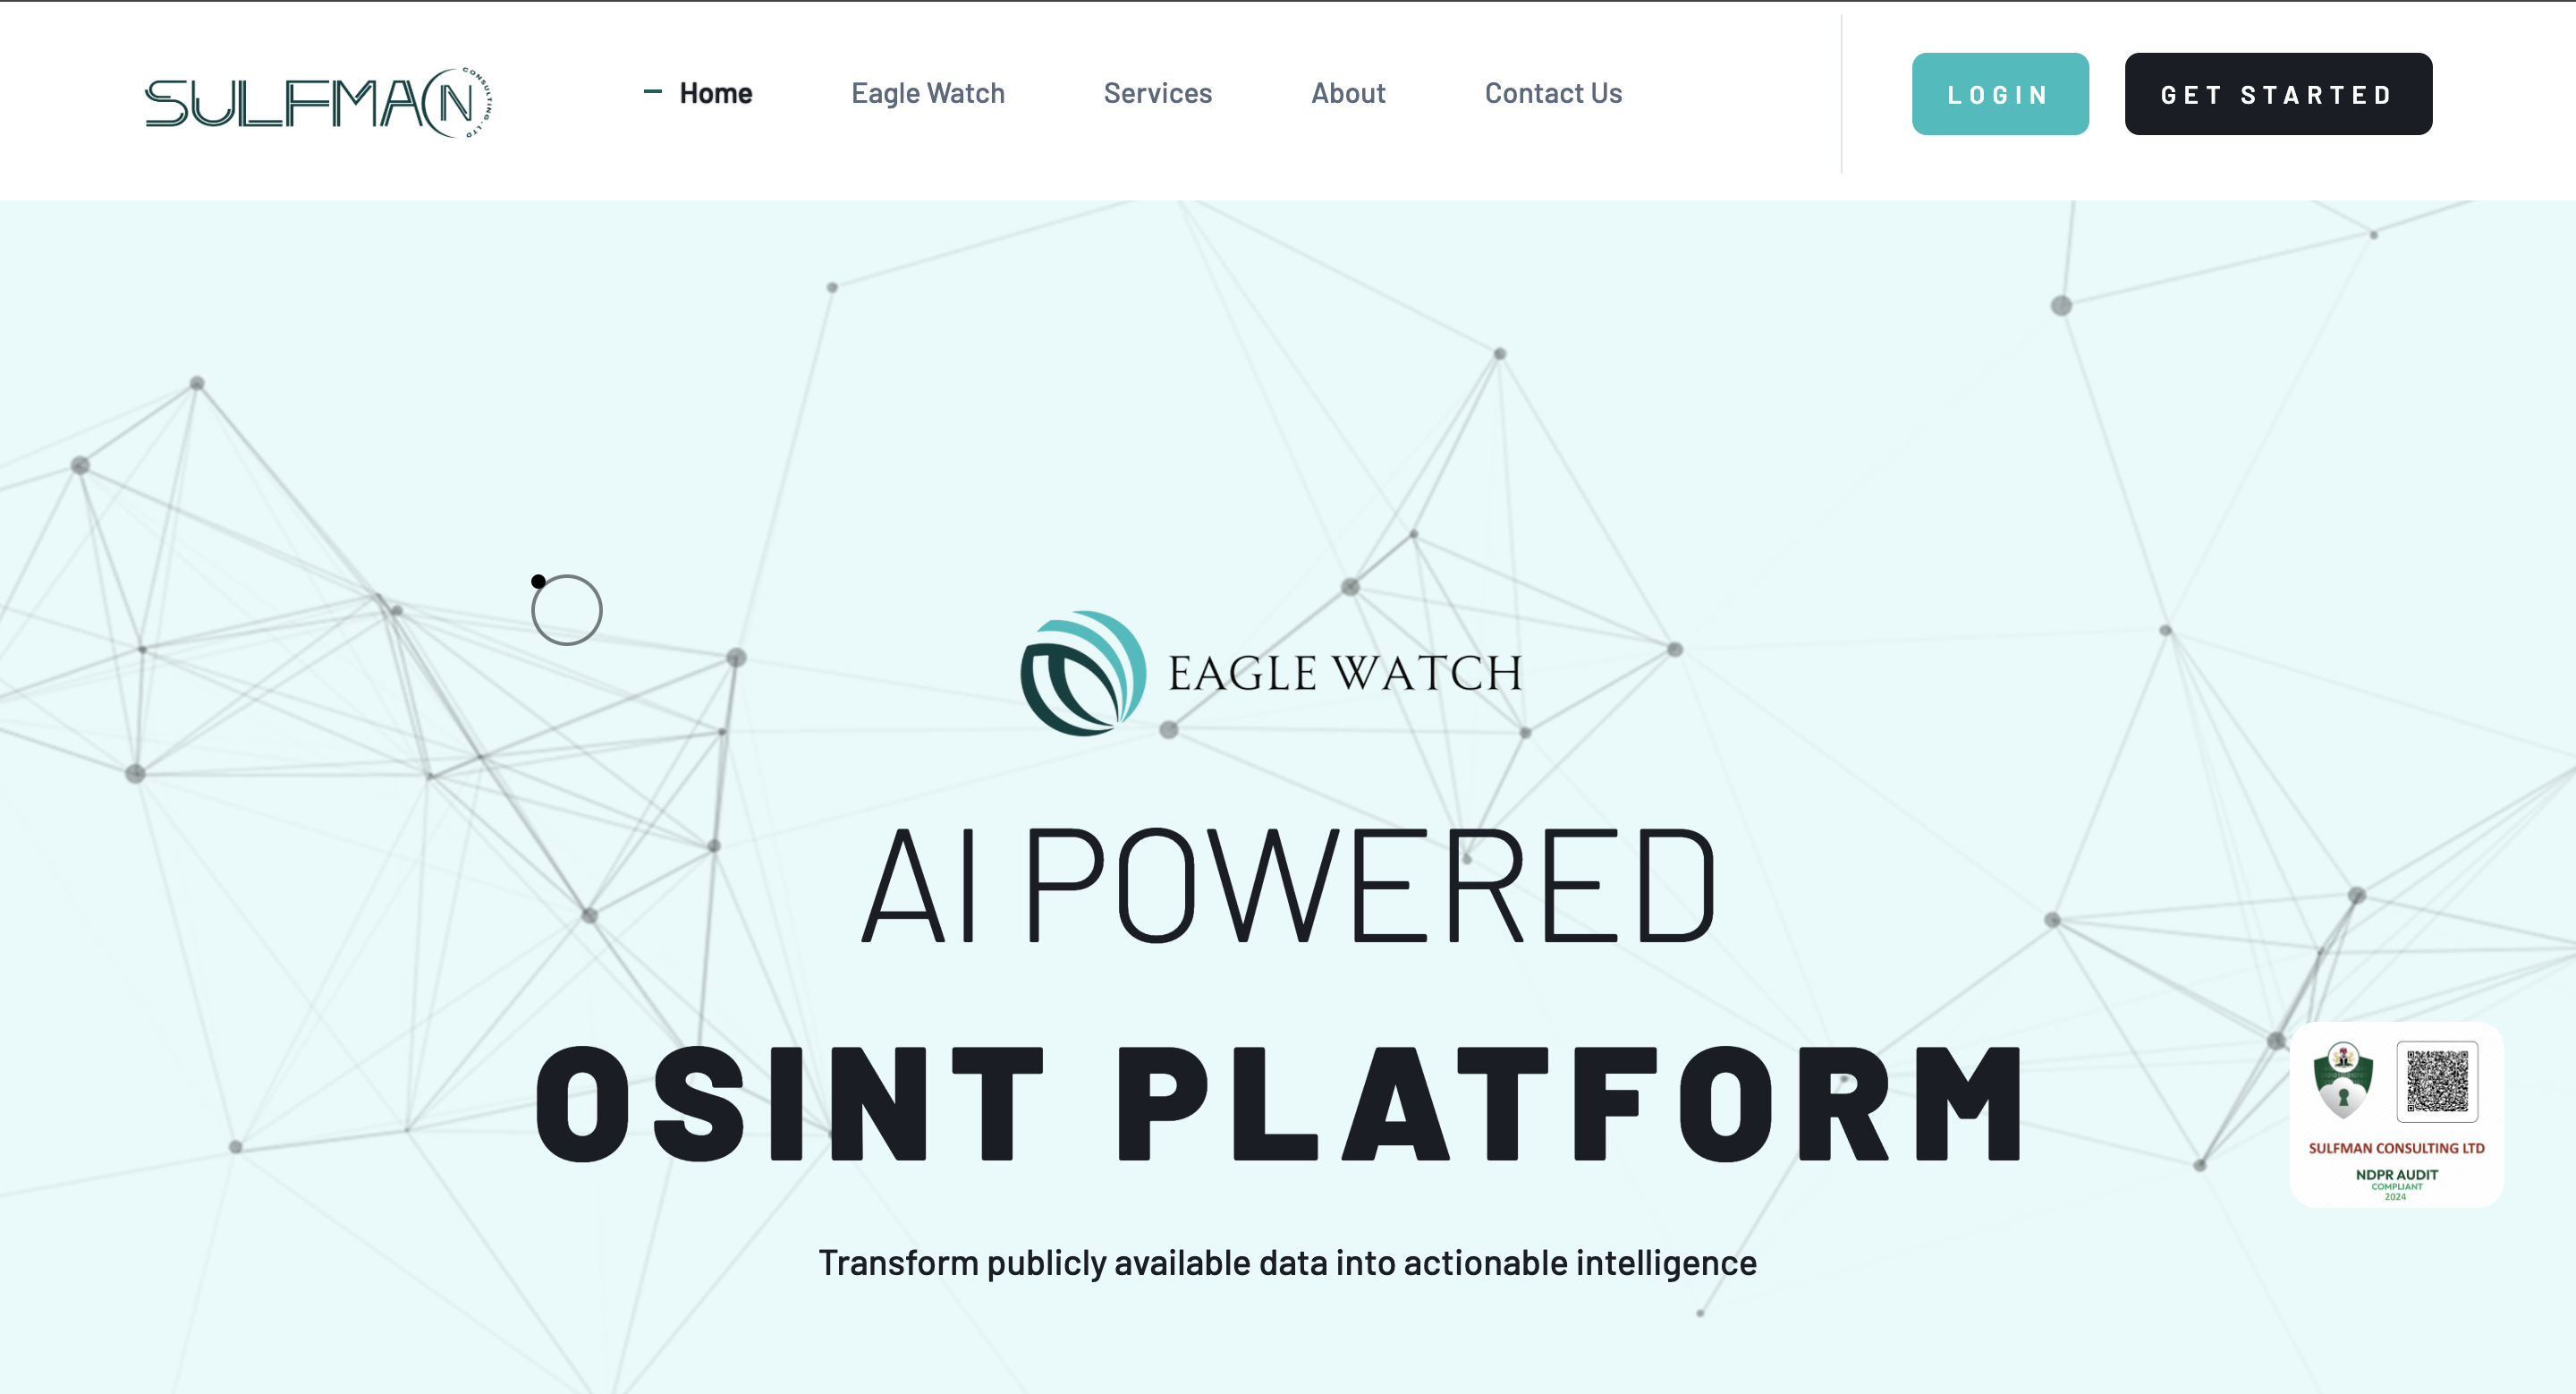 SULFMAN CONSULTING LTD
Home
Eagle Watch
Services
About
Contact Us
LOGIN
GET STARTED
EAGLE WATCH
AI POWERED
OSINT PLATFORM
Transform publicly available data into actionable intelligence
SULFMAN CONSULTING LTD
NDPR AUDIT
COMPLIANT
2024